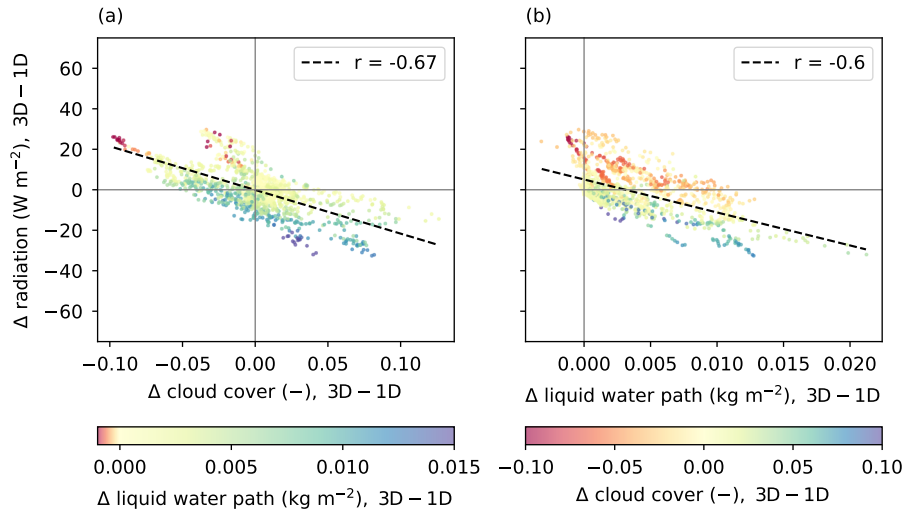 (a)
(b)
r = -0.67
r = -0.6
Δ radiation (W m⁻²), 3D − 1D
60
40
20
0
−20
−40
−60
−0.10 −0.05 0.00 0.05 0.10
0.000 0.005 0.010 0.015 0.020
Δ cloud cover (−), 3D − 1D
Δ liquid water path (kg m⁻²), 3D − 1D
0.000 0.005 0.010 0.015
−0.10 −0.05 0.00 0.05 0.10
Δ liquid water path (kg m⁻²), 3D − 1D
Δ cloud cover (−), 3D − 1D